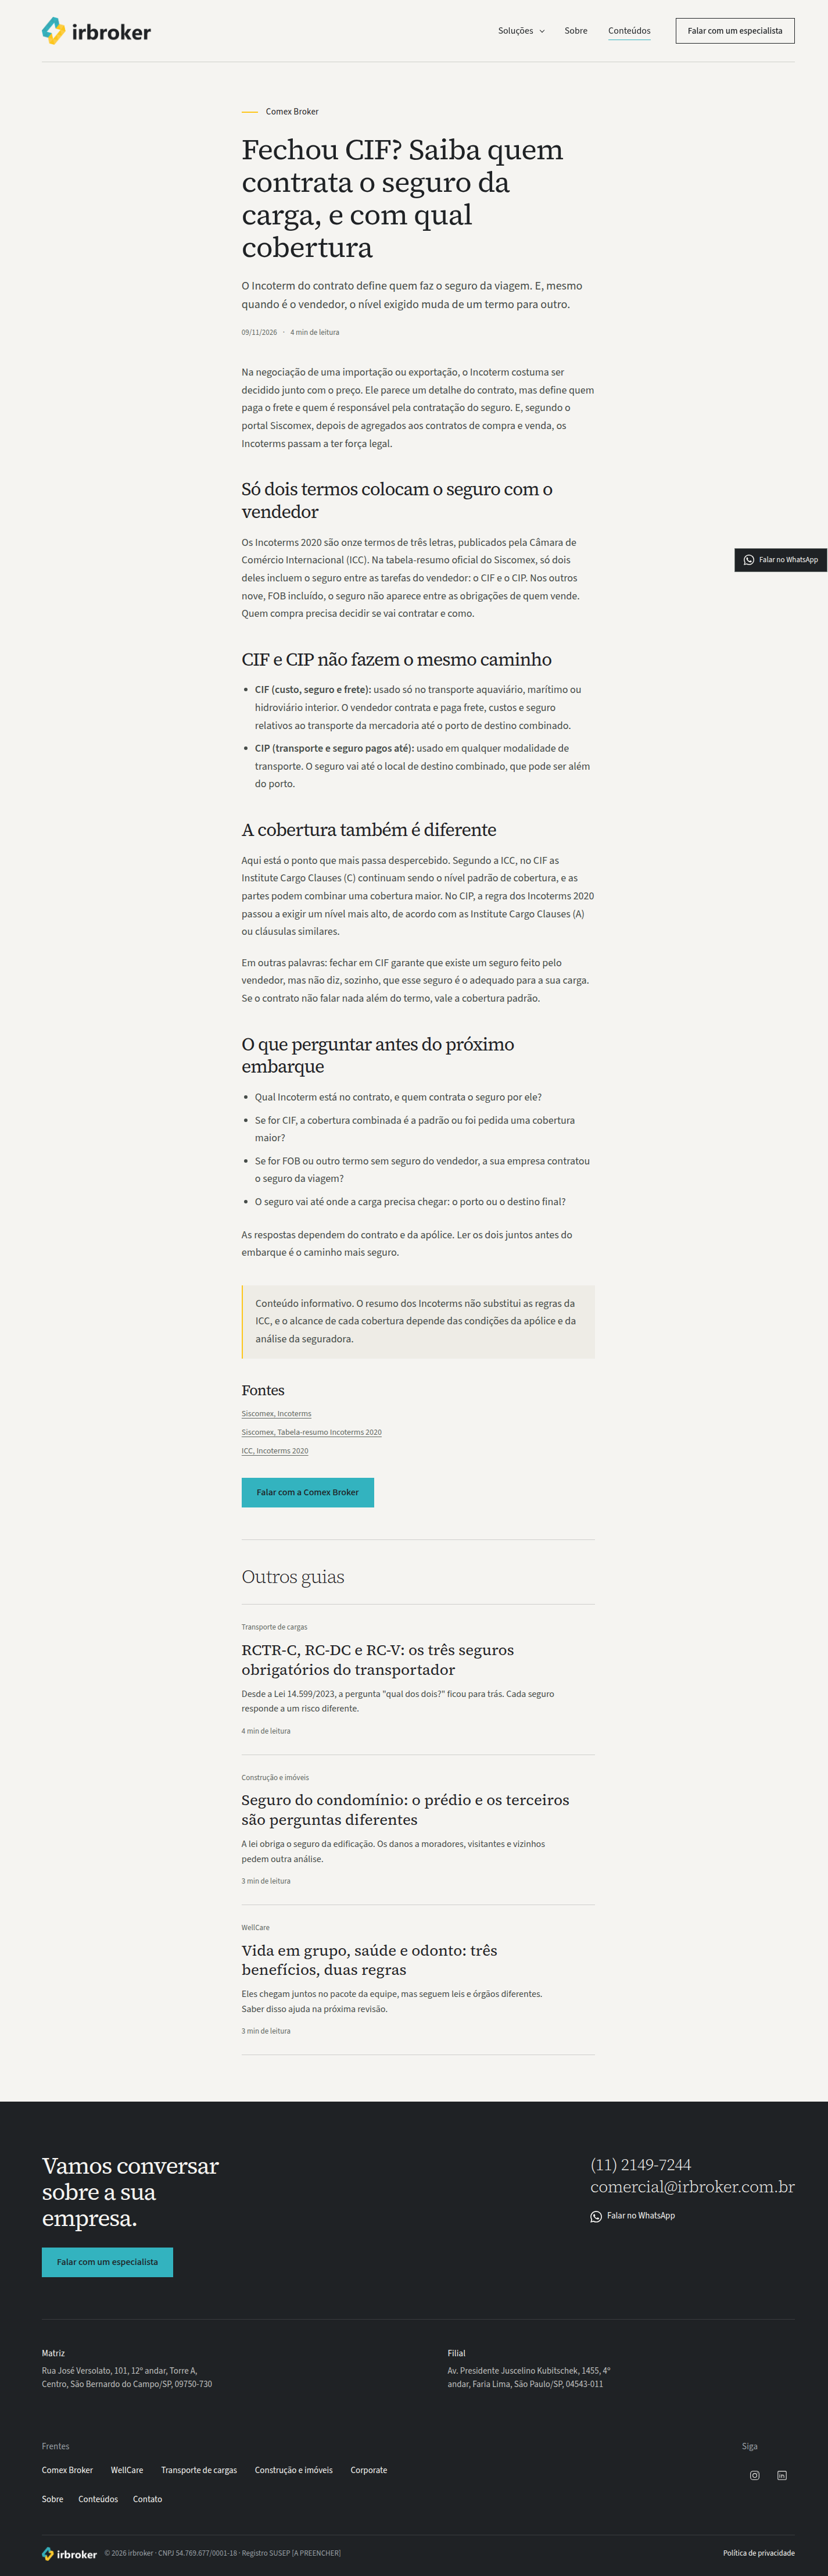 irbroker
Soluções
Sobre
Conteúdos
Falar com um especialista
Comex Broker
Fechou CIF? Saiba quem
contrata o seguro da
carga, e com qual
cobertura
O Incoterm do contrato define quem faz o seguro da viagem. E, mesmo
quando é o vendedor, o nível exigido muda de um termo para outro.
09/11/2026 · 4 min de leitura
Na negociação de uma importação ou exportação, o Incoterm costuma ser
decidido junto com o preço. Ele parece um detalhe do contrato, mas define quem
paga o frete e quem é responsável pela contratação do seguro. E, segundo o
portal Siscomex, depois de agregados aos contratos de compra e venda, os
Incoterms passam a ter força legal.
Só dois termos colocam o seguro com o
vendedor
Os Incoterms 2020 são onze termos de três letras, publicados pela Câmara de
Comércio Internacional (ICC). Na tabela-resumo oficial do Siscomex, só dois
deles incluem o seguro entre as tarefas do vendedor: o CIF e o CIP. Nos outros
nove, FOB incluído, o seguro não aparece entre as obrigações de quem vende.
Quem compra precisa decidir se vai contratar e como.
Falar no WhatsApp
CIF e CIP não fazem o mesmo caminho
• CIF (custo, seguro e frete): usado só no transporte aquaviário, marítimo ou
hidroviário interior. O vendedor contrata e paga frete, custos e seguro
relativos ao transporte da mercadoria até o porto de destino combinado.
• CIP (transporte e seguro pagos até): usado em qualquer modalidade de
transporte. O seguro vai até o local de destino combinado, que pode ser além
do porto.
A cobertura também é diferente
Aqui está o ponto que mais passa despercebido. Segundo a ICC, no CIF as
Institute Cargo Clauses (C) continuam sendo o nível padrão de cobertura, e as
partes podem combinar uma cobertura maior. No CIP, a regra dos Incoterms 2020
passou a exigir um nível mais alto, de acordo com as Institute Cargo Clauses (A)
ou cláusulas similares.
Em outras palavras: fechar em CIF garante que existe um seguro feito pelo
vendedor, mas não diz, sozinho, que esse seguro é o adequado para a sua carga.
Se o contrato não falar nada além do termo, vale a cobertura padrão.
O que perguntar antes do próximo
embarque
• Qual Incoterm está no contrato, e quem contrata o seguro por ele?
• Se for CIF, a cobertura combinada é a padrão ou foi pedida uma cobertura
maior?
• Se for FOB ou outro termo sem seguro do vendedor, a sua empresa contratou
o seguro da viagem?
• O seguro vai até onde a carga precisa chegar: o porto ou o destino final?
As respostas dependem do contrato e da apólice. Ler os dois juntos antes do
embarque é o caminho mais seguro.
Conteúdo informativo. O resumo dos Incoterms não substitui as regras da
ICC, e o alcance de cada cobertura depende das condições da apólice e da
análise da seguradora.
Fontes
Siscomex, Incoterms
Siscomex, Tabela-resumo Incoterms 2020
ICC, Incoterms 2020
Falar com a Comex Broker
Outros guias
Transporte de cargas
RCTR-C, RC-DC e RC-V: os três seguros
obrigatórios do transportador
Desde a Lei 14.599/2023, a pergunta "qual dos dois?" ficou para trás. Cada seguro
responde a um risco diferente.
4 min de leitura
Construção e imóveis
Seguro do condomínio: o prédio e os terceiros
são perguntas diferentes
A lei obriga o seguro da edificação. Os danos a moradores, visitantes e vizinhos
pedem outra análise.
3 min de leitura
WellCare
Vida em grupo, saúde e odonto: três
benefícios, duas regras
Eles chegam juntos no pacote da equipe, mas seguem leis e órgãos diferentes.
Saber disso ajuda na próxima revisão.
3 min de leitura
Vamos conversar
sobre a sua
empresa.
Falar com um especialista
(11) 2149-7244
comercial@irbroker.com.br
Falar no WhatsApp
Matriz
Rua José Versolato, 101, 12º andar, Torre A,
Centro, São Bernardo do Campo/SP, 09750-730
Filial
Av. Presidente Juscelino Kubitschek, 1455, 4º
andar, Faria Lima, São Paulo/SP, 04543-011
Frentes
Comex Broker
WellCare
Transporte de cargas
Construção e imóveis
Corporate
Siga
Sobre
Conteúdos
Contato
irbroker
© 2026 irbroker · CNPJ 54.769.677/0001-18 · Registro SUSEP [A PREENCHER]
Política de privacidade